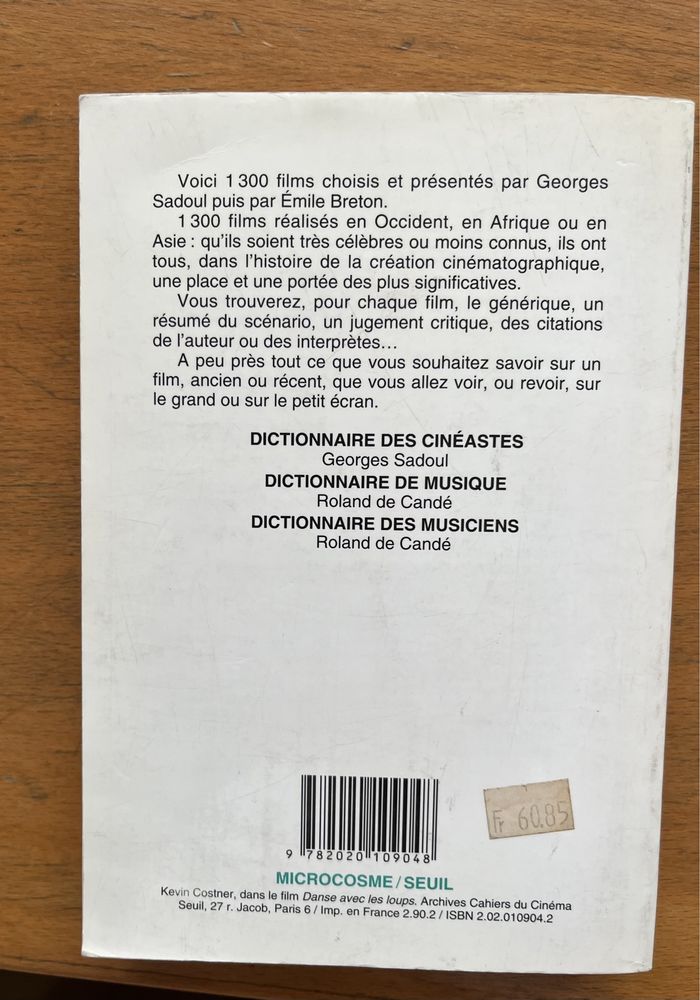 Voici 1 300 films choisis et présentés par Georges
Sadoul puis par Émile Breton.
1 300 films réalisés en Occident, en Afrique ou en
Asie : qu'ils soient très célèbres ou moins connus, ils ont
tous, dans l'histoire de la création cinématographique,
une place et une portée des plus significatives.
Vous trouverez, pour chaque film, le générique, un
résumé du scénario, un jugement critique, des citations
de l'auteur ou des interprètes...
A peu près tout ce que vous souhaitez savoir sur un
film, ancien ou récent, que vous allez voir, ou revoir, sur
le grand ou sur le petit écran.
DICTIONNAIRE DES CINÉASTES
Georges Sadoul
DICTIONNAIRE DE MUSIQUE
Roland de Candé
DICTIONNAIRE DES MUSICIENS
Roland de Candé
Fr 60.85
9 782020 109048
MICROCOSME / SEUIL
Kevin Costner, dans le film Danse avec les loups. Archives Cahiers du Cinéma
Seuil, 27 r. Jacob, Paris 6 / Imp. en France 2.90.2 / ISBN 2.02.010904.2